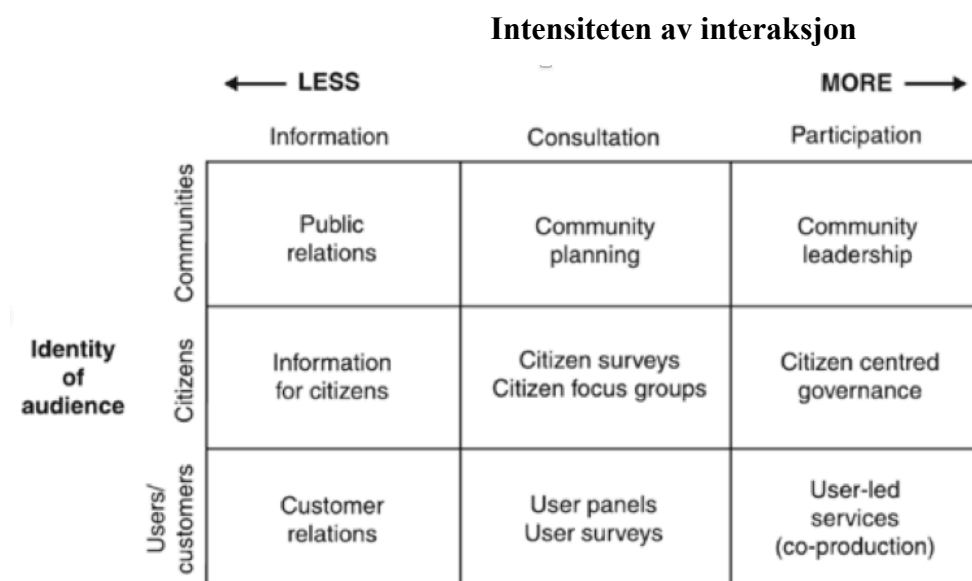 Intensiteten av interaksjon
← LESS
MORE →
Information
Consultation
Participation
Communities
Public
relations
Community
planning
Community
leadership
Identity
of
audience
Citizens
Information
for citizens
Citizen surveys
Citizen focus groups
Citizen centred
governance
Users/
customers
Customer
relations
User panels
User surveys
User-led
services
(co-production)